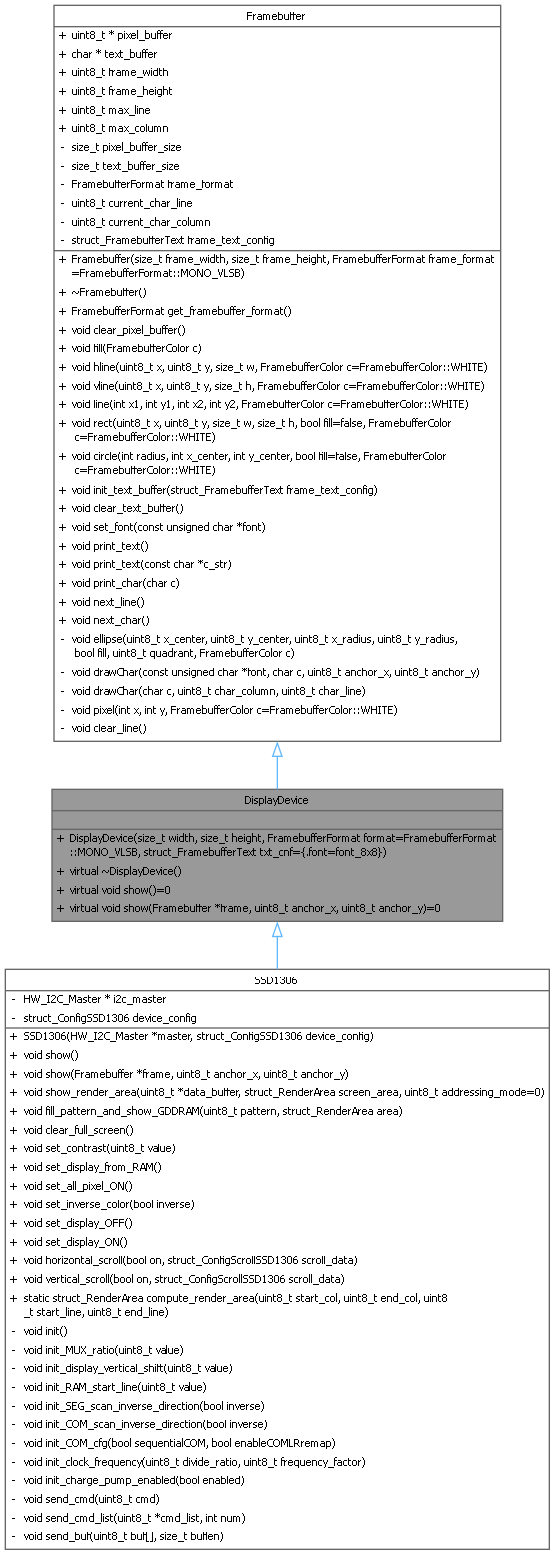 Framebuffer
+ uint8_t * pixel_buffer
+ char * text_buffer
+ uint8_t frame_width
+ uint8_t frame_height
+ uint8_t max_line
+ uint8_t max_column
- size_t pixel_buffer_size
- size_t text_buffer_size
- FramebufferFormat frame_format
- uint8_t current_char_line
- uint8_t current_char_column
- struct_FramebufferText frame_text_config
+ Framebuffer(size_t frame_width, size_t frame_height, FramebufferFormat frame_format
=FramebufferFormat::MONO_VLSB)
+ ~Framebuffer()
+ FramebufferFormat get_framebuffer_format()
+ void clear_pixel_buffer()
+ void fill(FramebufferColor c)
+ void hline(uint8_t x, uint8_t y, size_t w, FramebufferColor c=FramebufferColor::WHITE)
+ void vline(uint8_t x, uint8_t y, size_t h, FramebufferColor c=FramebufferColor::WHITE)
+ void line(int x1, int y1, int x2, int y2, FramebufferColor c=FramebufferColor::WHITE)
+ void rect(uint8_t x, uint8_t y, size_t w, size_t h, bool fill=false, FramebufferColor
c=FramebufferColor::WHITE)
+ void circle(int radius, int x_center, int y_center, bool fill=false, FramebufferColor
c=FramebufferColor::WHITE)
+ void init_text_buffer(struct_FramebufferText frame_text_config)
+ void clear_text_buffer()
+ void set_font(const unsigned char *font)
+ void print_text()
+ void print_text(const char *c_str)
+ void print_char(char c)
+ void next_line()
+ void next_char()
- void ellipse(uint8_t x_center, uint8_t y_center, uint8_t x_radius, uint8_t y_radius,
bool fill, uint8_t quadrant, FramebufferColor c)
- void drawChar(const unsigned char *font, char c, uint8_t anchor_x, uint8_t anchor_y)
- void drawChar(char c, uint8_t char_column, uint8_t char_line)
- void pixel(int x, int y, FramebufferColor c=FramebufferColor::WHITE)
- void clear_line()
DisplayDevice
+ DisplayDevice(size_t width, size_t height, FramebufferFormat format=FramebufferFormat
::MONO_VLSB, struct_FramebufferText txt_cnf={.font=font_8x8})
+ virtual ~DisplayDevice()
+ virtual void show()=0
+ virtual void show(Framebuffer *frame, uint8_t anchor_x, uint8_t anchor_y)=0
SSD1306
- HW_I2C_Master * i2c_master
- struct_ConfigSSD1306 device_config
+ SSD1306(HW_I2C_Master *master, struct_ConfigSSD1306 device_config)
+ void show()
+ void show(Framebuffer *frame, uint8_t anchor_x, uint8_t anchor_y)
+ void show_render_area(uint8_t *data_buffer, struct_RenderArea screen_area, uint8_t addressing_mode=0)
+ void fill_pattern_and_show_GDDRAM(uint8_t pattern, struct_RenderArea area)
+ void clear_full_screen()
+ void set_contrast(uint8_t value)
+ void set_display_from_RAM()
+ void set_all_pixel_ON()
+ void set_inverse_color(bool inverse)
+ void set_display_OFF()
+ void set_display_ON()
+ void horizontal_scroll(bool on, struct_ConfigScrollSSD1306 scroll_data)
+ void vertical_scroll(bool on, struct_ConfigScrollSSD1306 scroll_data)
+ static struct_RenderArea compute_render_area(uint8_t start_col, uint8_t end_col, uint8
_t start_line, uint8_t end_line)
- void init()
- void init_MUX_ratio(uint8_t value)
- void init_display_vertical_shift(uint8_t value)
- void init_RAM_start_line(uint8_t value)
- void init_SEG_scan_inverse_direction(bool inverse)
- void init_COM_scan_inverse_direction(bool inverse)
- void init_COM_cfg(bool sequentialCOM, bool enableCOMLRremap)
- void init_clock_frequency(uint8_t divide_ratio, uint8_t frequency_factor)
- void init_charge_pump_enabled(bool enabled)
- void send_cmd(uint8_t cmd)
- void send_cmd_list(uint8_t *cmd_list, int num)
- void send_buf(uint8_t buf[], size_t buflen)